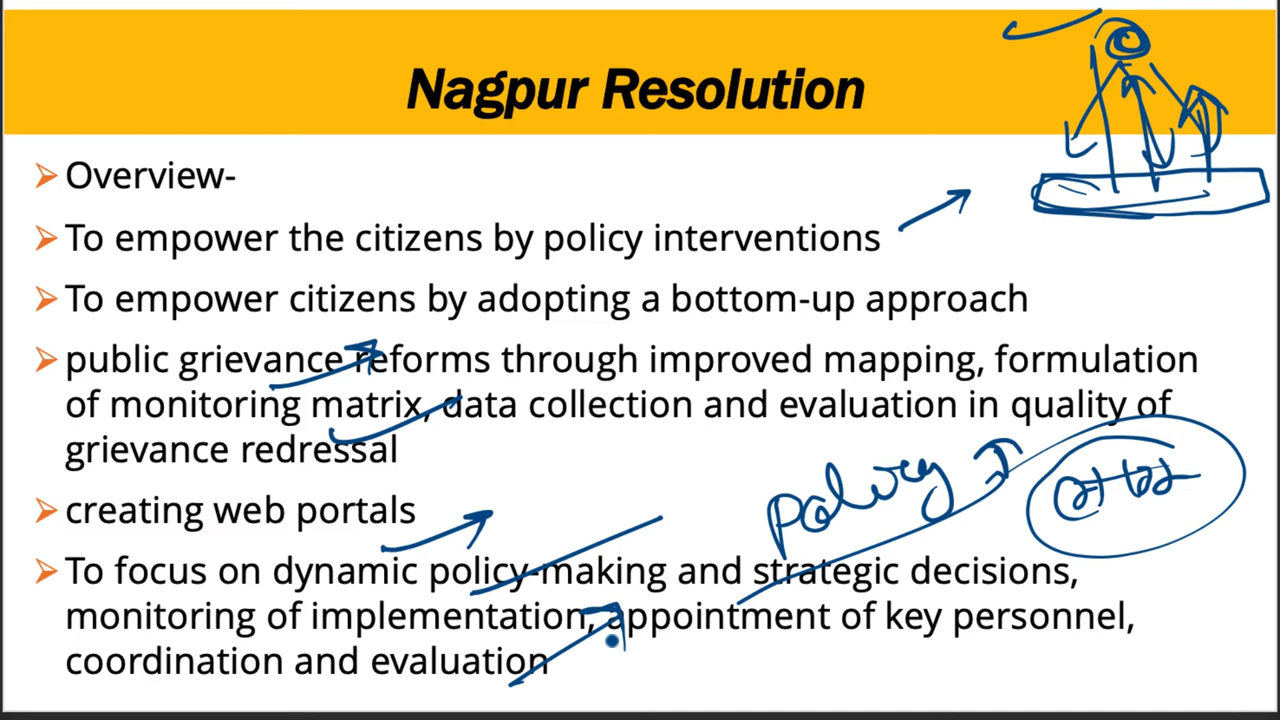 Nagpur Resolution
Overview-
To empower the citizens by policy interventions
To empower citizens by adopting a bottom-up approach
public grievance reforms through improved mapping, formulation
of monitoring matrix, data collection and evaluation in quality of
grievance redressal
policy
creating web portals
To focus on dynamic policy-making and strategic decisions,
monitoring of implementation, appointment of key personnel,
coordination and evaluation